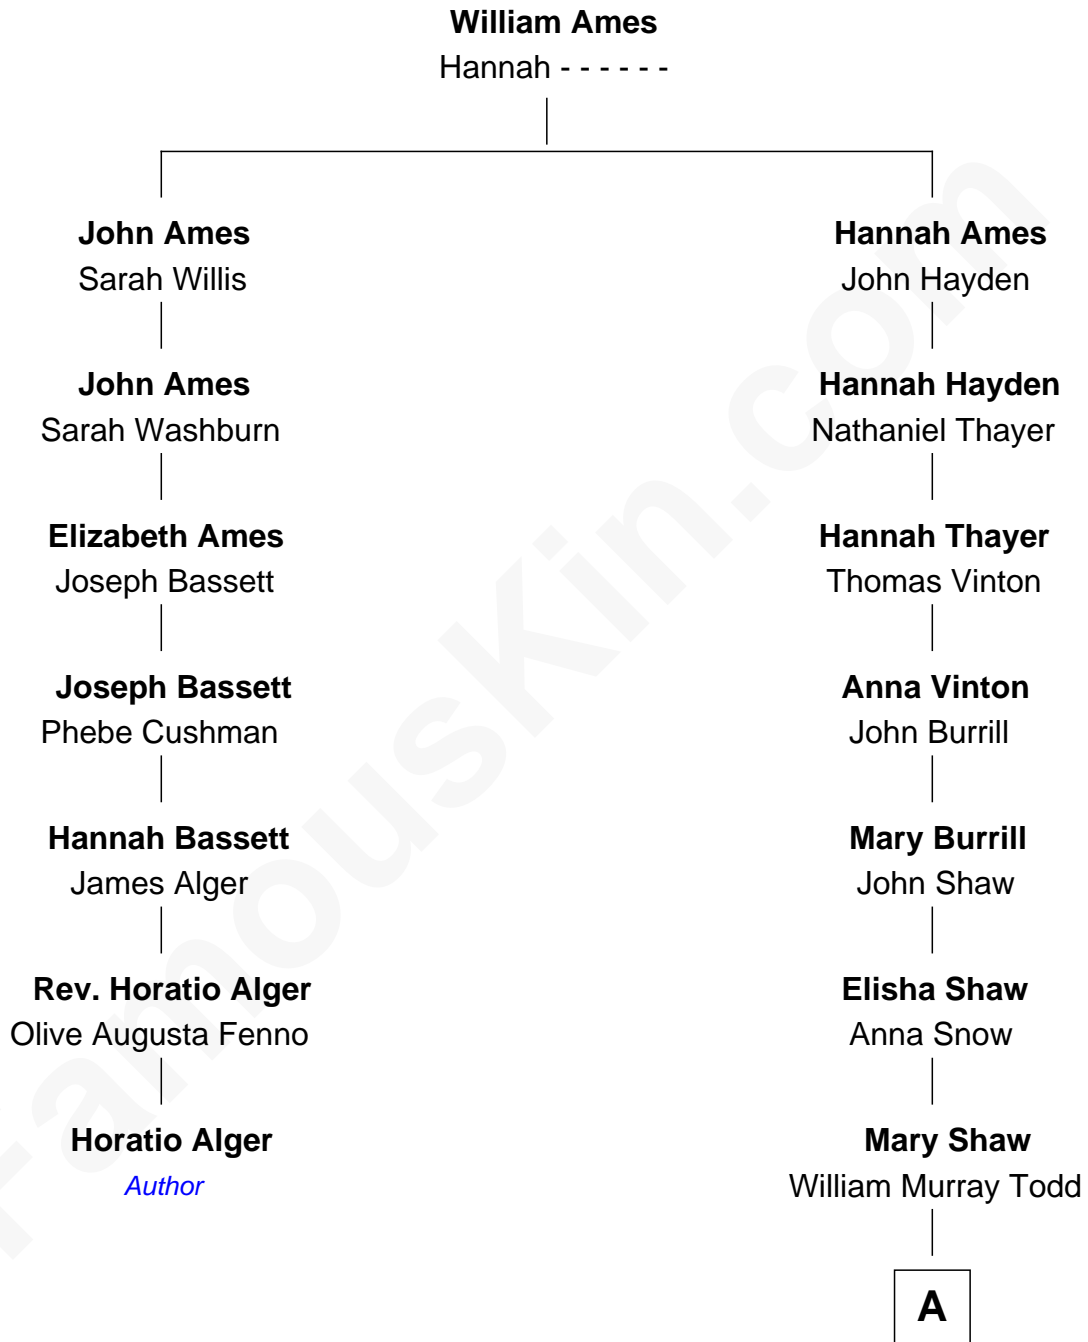 William Ames
Hannah - - - - - -
John Ames
Sarah Willis
Hannah Ames
John Hayden
John Ames
Sarah Washburn
Hannah Hayden
Nathaniel Thayer
Elizabeth Ames
Joseph Bassett
Hannah Thayer
Thomas Vinton
Joseph Bassett
Phebe Cushman
Anna Vinton
John Burrill
Hannah Bassett
James Alger
Mary Burrill
John Shaw
Rev. Horatio Alger
Olive Augusta Fenno
Elisha Shaw
Anna Snow
Horatio Alger
Author
Mary Shaw
William Murray Todd
A
FamousKin.com